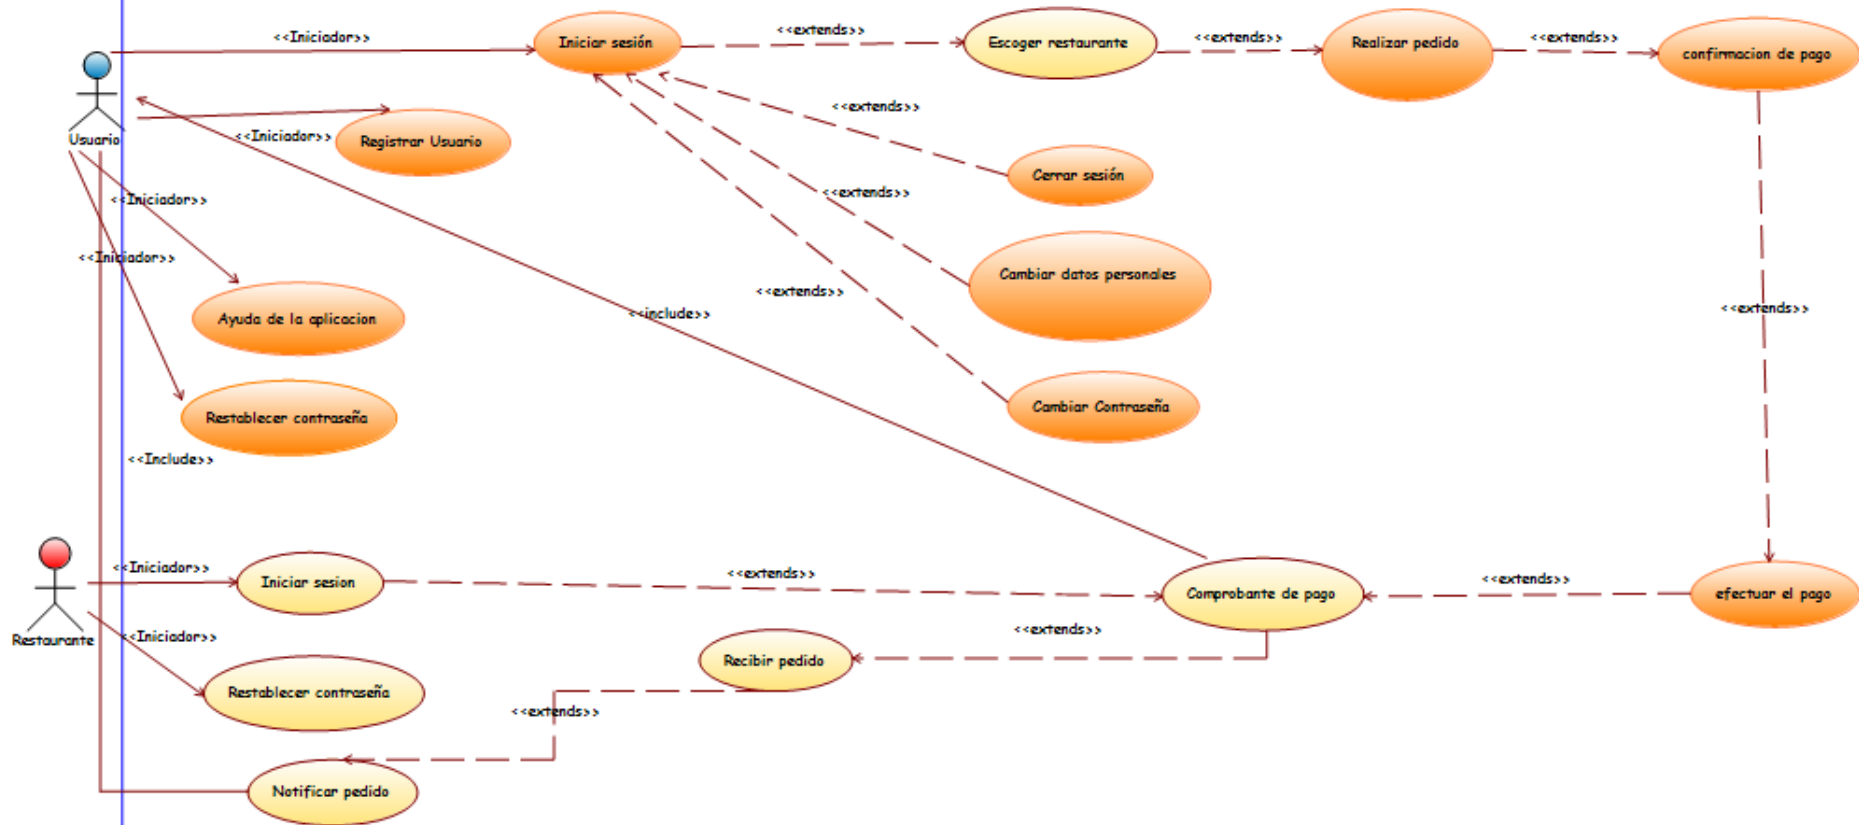 <<Iniciador>>
Iniciar sesión
<<extends>>
Escoger restaurante
<<extends>>
Realizar pedido
<<extends>>
confirmacion de pago
Usuario
<<Iniciador>>
Registrar Usuario
<<extends>>
Cerrar sesión
<<Iniciador>>
<<extends>>
<<Iniciador>>
Cambiar datos personales
<<extends>>
Ayuda de la aplicacion
<<include>>
<<extends>>
Restablecer contraseña
Cambiar Contraseña
<<Include>>
Restaurante
<<Iniciador>>
Iniciar sesion
<<extends>>
Comprobante de pago
<<extends>>
efectuar el pago
<<Iniciador>>
<<extends>>
Recibir pedido
Restablecer contraseña
<<extends>>
Notificar pedido